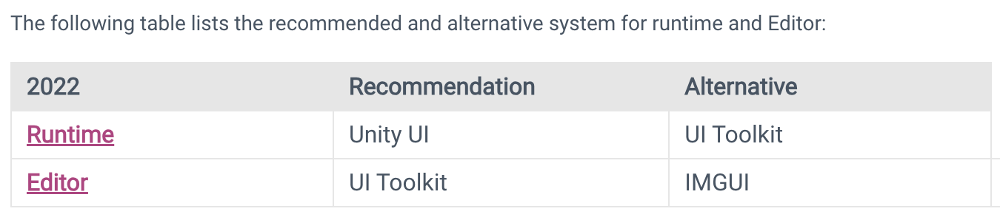 The following table lists the recommended and alternative system for runtime and Editor:
2022 Recommendation Alternative
Runtime Unity UI UI Toolkit
Editor UI Toolkit IMGUI